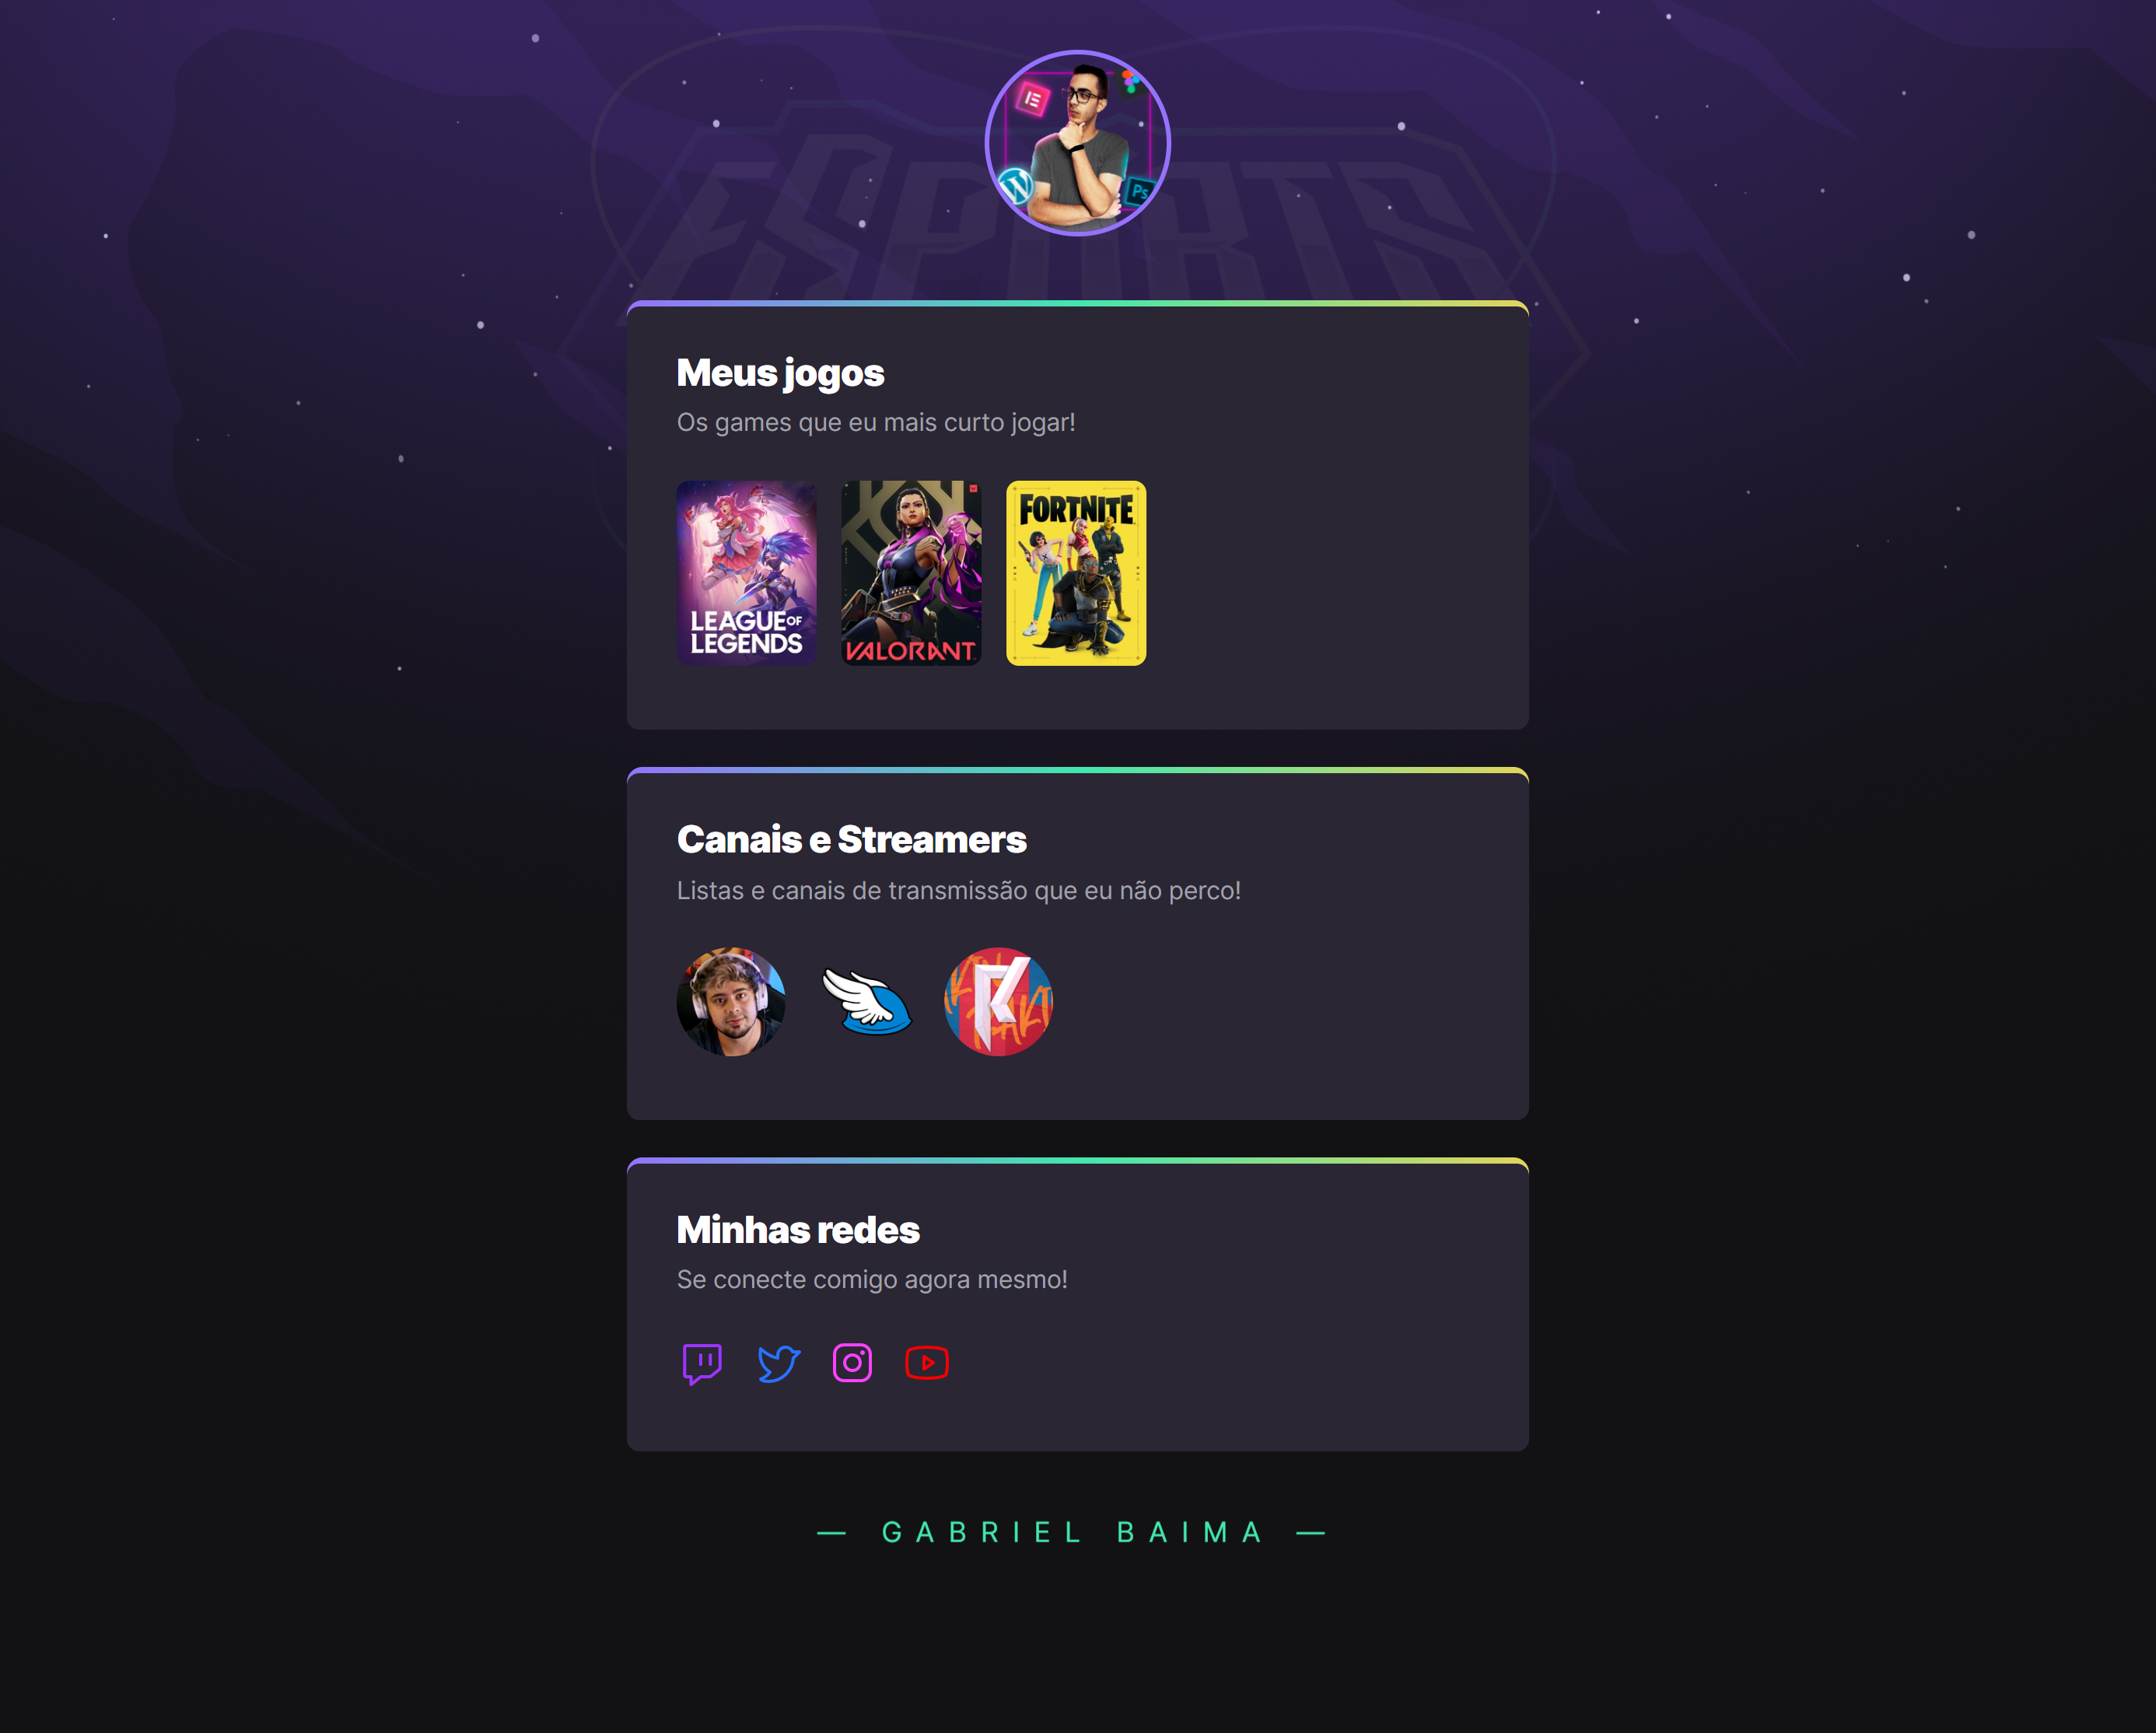 ESPORTS
Ps
Meus jogos
Os games que eu mais curto jogar!
LEAGUE OF
LEGENDS
VALORANT
FORTNITE
Canais e Streamers
Listas e canais de transmissão que eu não perco!
Minhas redes
Se conecte comigo agora mesmo!
— GABRIEL BAIMA —